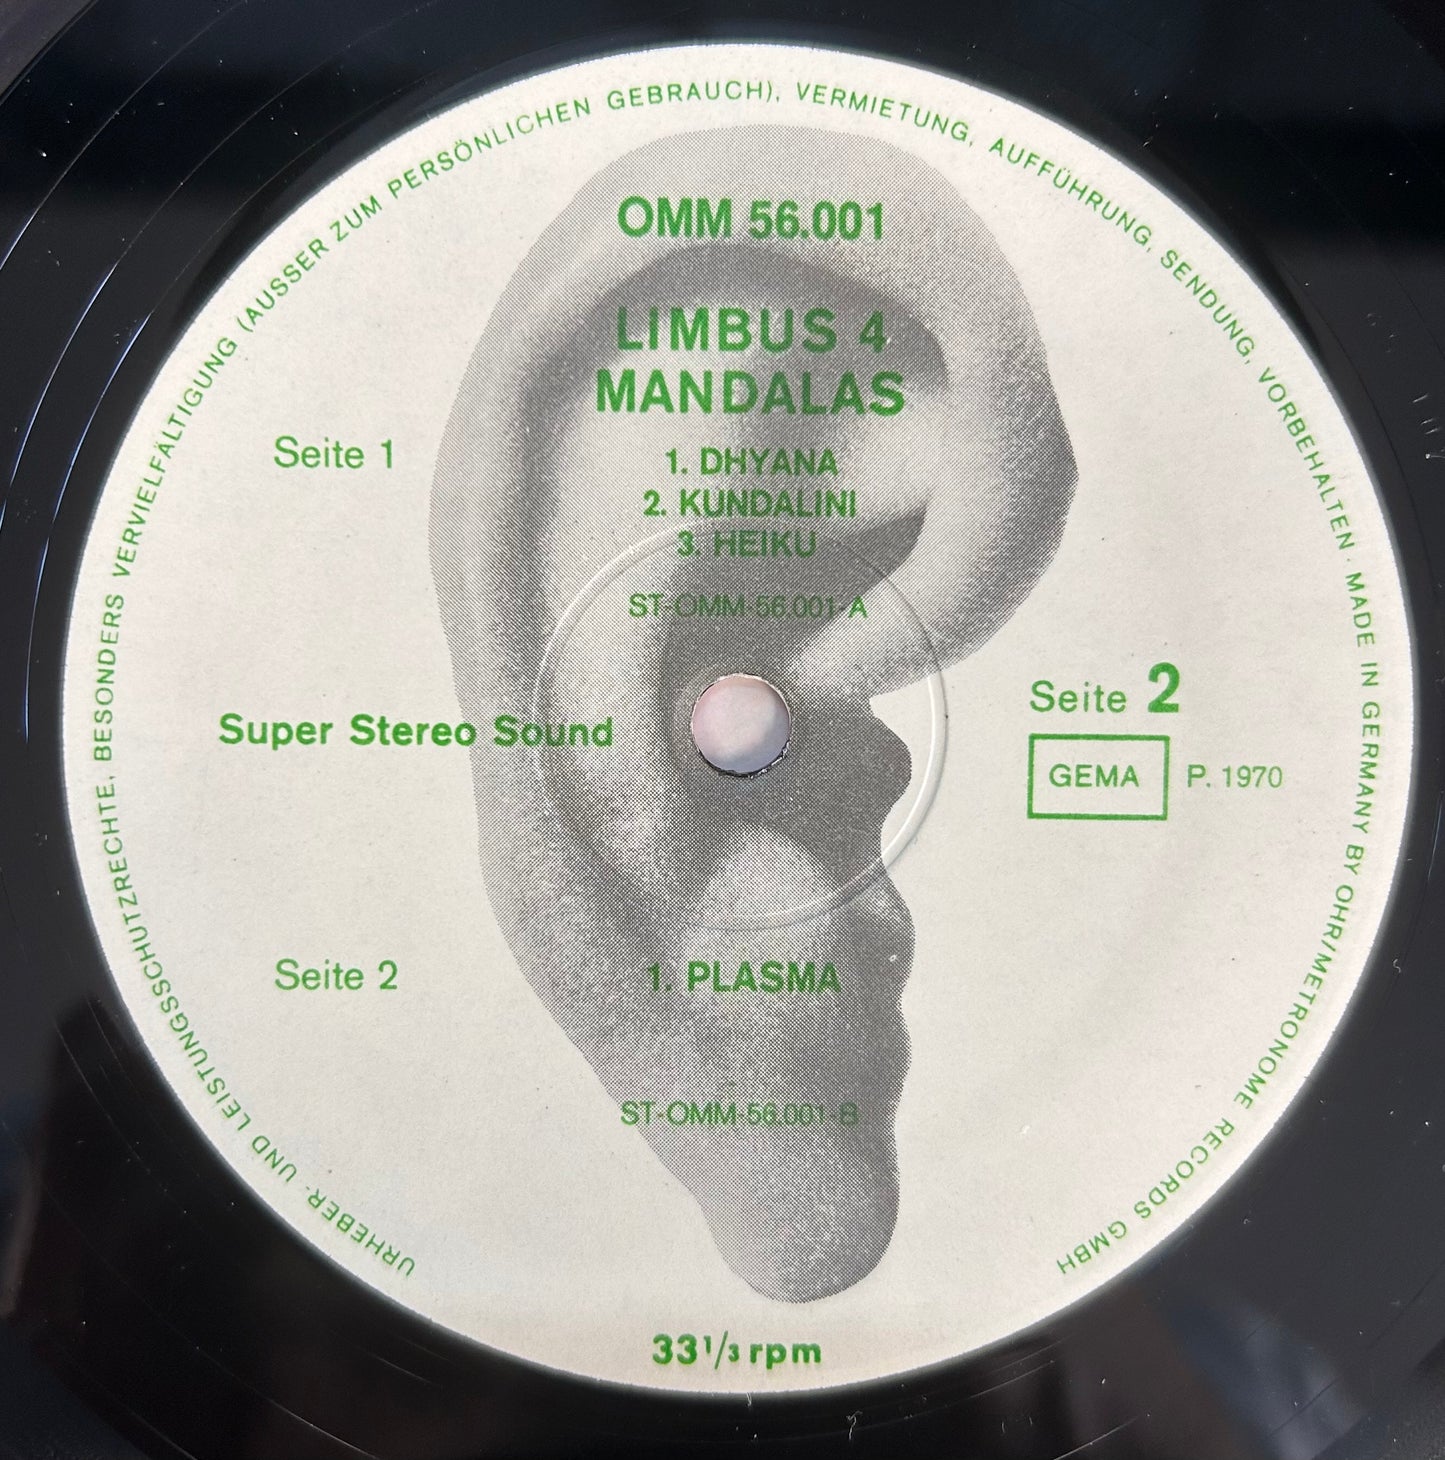 URHEBER- UND LEISTUNGSSCHUTZRECHTE, BESONDERS VERVIELFÄLTIGUNG (AUSSER ZUM PERSÖNLICHEN GEBRAUCH), VERMIETUNG, AUFFÜHRUNG, SENDUNG, VORBEHALTEN · MADE IN GERMANY BY OHR/METRONOME RECORDS GMBH
OMM 56.001
LIMBUS 4
MANDALAS
Seite 1
1. DHYANA
2. KUNDALINI
3. HEIKU
ST-OMM-56.001-A
Super Stereo Sound
Seite 2
GEMA P. 1970
Seite 2
1. PLASMA
ST-OMM-56.001-B
33 1/3 rpm